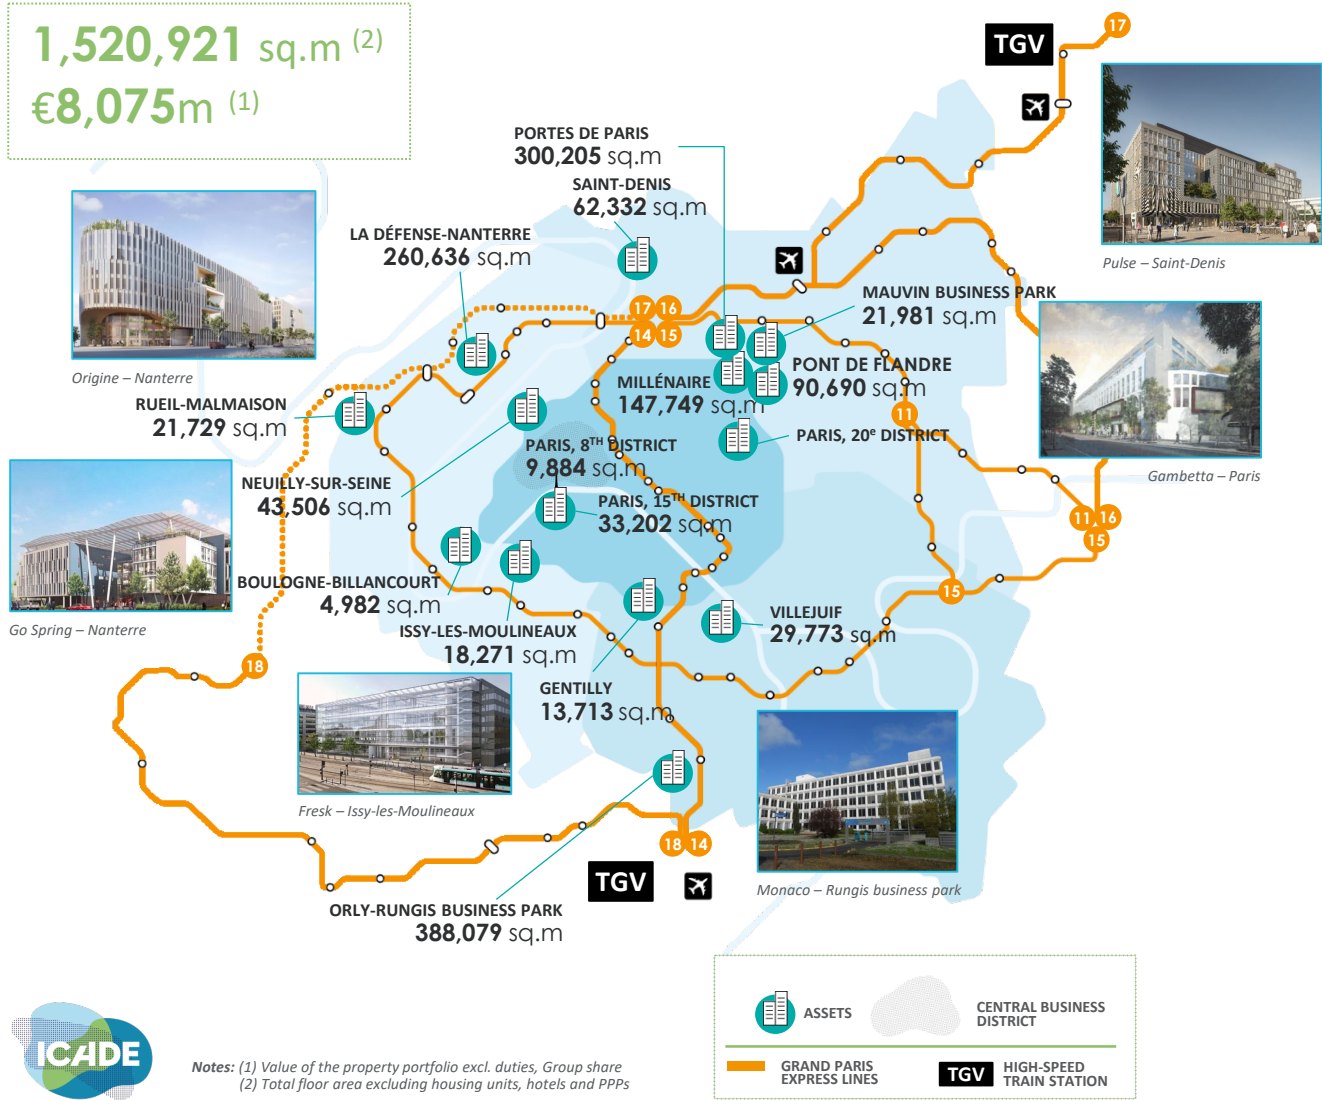 1,520,921 sq.m (2)
€8,075m (1)
TGV
17
PORTES DE PARIS
300,205 sq.m
SAINT-DENIS
62,332 sq.m
LA DÉFENSE-NANTERRE
260,636 sq.m
Pulse – Saint-Denis
MAUVIN BUSINESS PARK
21,981 sq.m
17 16
14 15
Origine – Nanterre
PONT DE FLANDRE
90,690 sq.m
MILLÉNAIRE
147,749 sq.m
RUEIL-MALMAISON
21,729 sq.m
11
PARIS, 20e DISTRICT
PARIS, 8TH DISTRICT
9,884 sq.m
Gambetta – Paris
NEUILLY-SUR-SEINE
43,506 sq.m
PARIS, 15TH DISTRICT
33,202 sq.m
11 16
15
BOULOGNE-BILLANCOURT
4,982 sq.m
15
VILLEJUIF
29,773 sq.m
Go Spring – Nanterre
ISSY-LES-MOULINEAUX
18,271 sq.m
18
GENTILLY
13,713 sq.m
Fresk – Issy-les-Moulineaux
18 14
TGV
Monaco – Rungis business park
ORLY-RUNGIS BUSINESS PARK
388,079 sq.m
ASSETS
CENTRAL BUSINESS
DISTRICT
GRAND PARIS
EXPRESS LINES
TGV
HIGH-SPEED
TRAIN STATION
ICADE
Notes: (1) Value of the property portfolio excl. duties, Group share
(2) Total floor area excluding housing units, hotels and PPPs